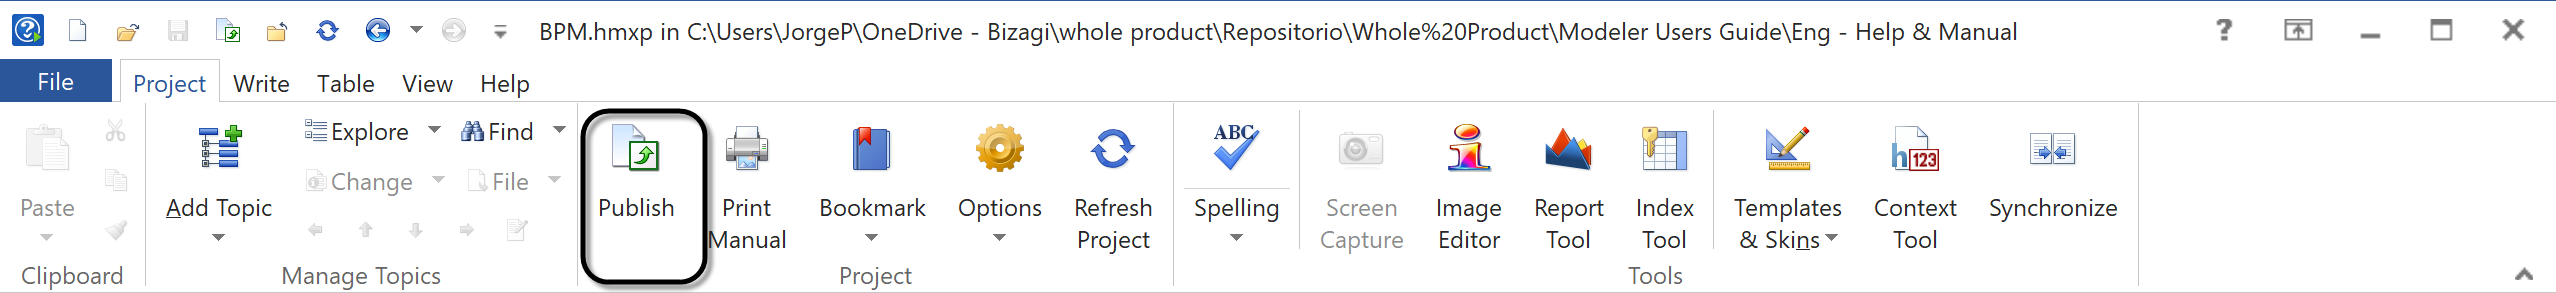 BPM.hmxp in C:\Users\JorgeP\OneDrive - Bizagi\whole product\Repositorio\Whole%20Product\Modeler Users Guide\Eng - Help & Manual
File Project Write Table View Help
Paste
Clipboard
Add Topic
Explore
Find
Change
File
Manage Topics
Publish
Print
Manual
Bookmark
Options
Refresh
Project
Project
ABC
Spelling
Screen
Capture
Image
Editor
Report
Tool
Index
Tool
Templates
& Skins
h 123
Context
Tool
Synchronize
Tools